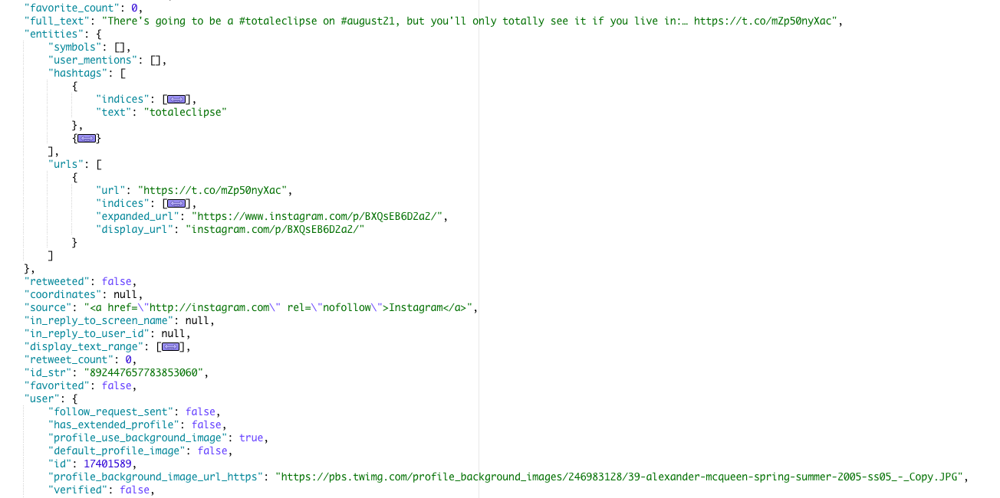 "favorite_count": 0,
"full_text": "There's going to be a #totaleclipse on #august21, but you'll only totally see it if you live in:… https://t.co/mZp50nyXac",
"entities": {
"symbols": [],
"user_mentions": [],
"hashtags": [
{
"indices": [],
"text": "totaleclipse"
},
{}
],
"urls": [
{
"url": "https://t.co/mZp50nyXac",
"indices": [],
"expanded_url": "https://www.instagram.com/p/BXQsEB6DZaZ/",
"display_url": "instagram.com/p/BXQsEB6DZaZ/"
}
]
},
"retweeted": false,
"coordinates": null,
"source": "<a href=\"http://instagram.com\" rel=\"nofollow\">Instagram</a>",
"in_reply_to_screen_name": null,
"in_reply_to_user_id": null,
"display_text_range": [],
"retweet_count": 0,
"id_str": "892447657783853060",
"favorited": false,
"user": {
"follow_request_sent": false,
"has_extended_profile": false,
"profile_use_background_image": true,
"default_profile_image": false,
"id": 17401589,
"profile_background_image_url_https": "https://pbs.twimg.com/profile_background_images/246983128/39-alexander-mcqueen-spring-summer-2005-ss05_-_Copy.JPG",
"verified": false,